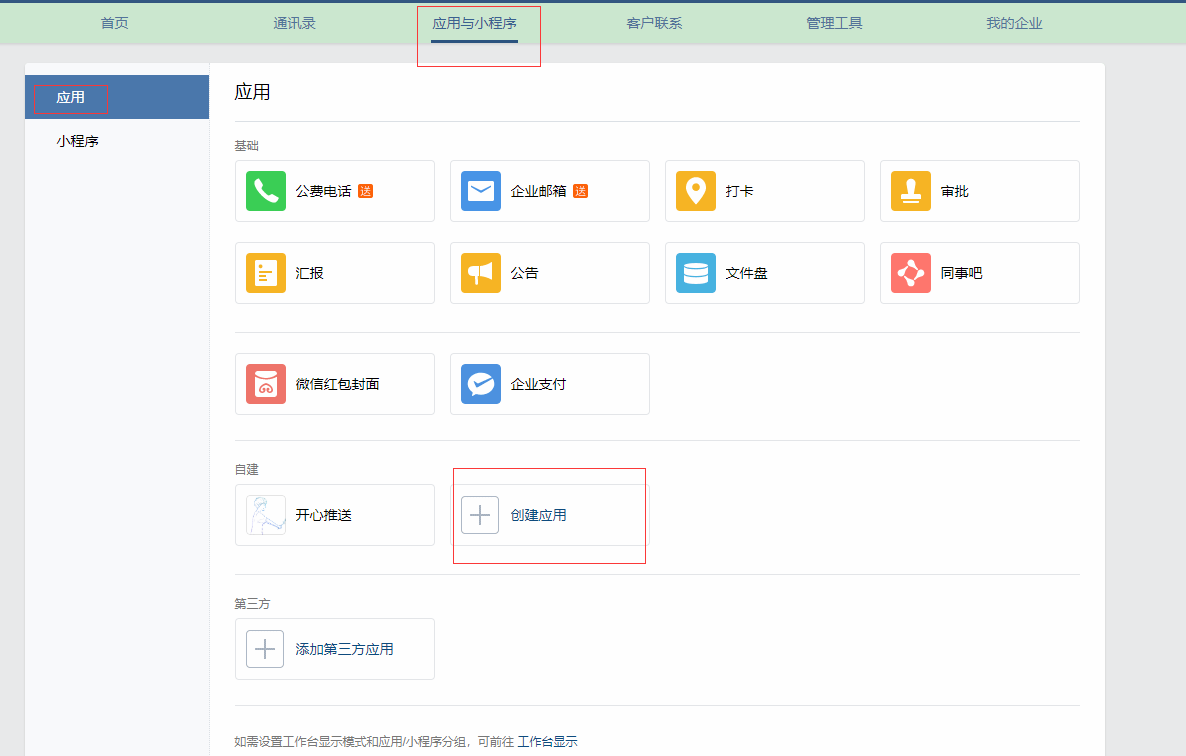 首页 通讯录 应用与小程序 客户联系 管理工具 我的企业
应用
小程序
应用
基础
公费电话 送 企业邮箱 送 打卡 审批
汇报 公告 文件盘 同事吧
微信红包封面 企业支付
自建
开心推送 创建应用
第三方
添加第三方应用
如需设置工作台显示模式和应用/小程序分组，可前往 工作台显示